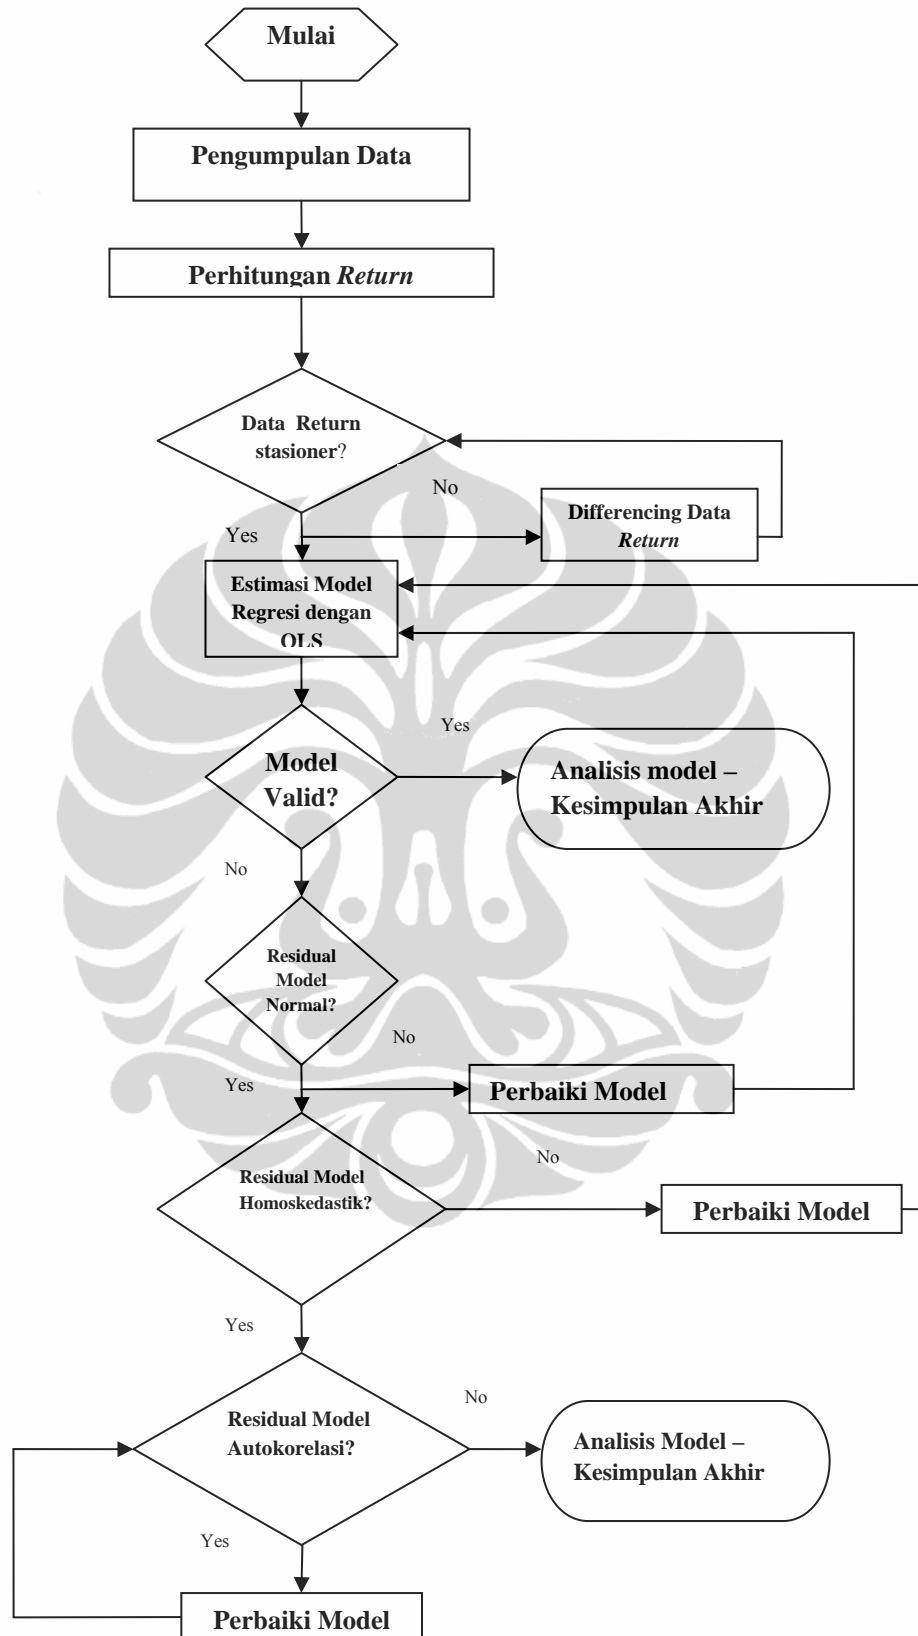 Mulai
Pengumpulan Data
Perhitungan Return
Data Return
stasioner?
No
Yes
Differencing Data
Return
Estimasi Model
Regresi dengan
OLS
Yes
Model
Valid?
Analisis model –
Kesimpulan Akhir
No
Residual
Model
Normal?
No
Yes
Perbaiki Model
No
Residual Model
Homoskedastik?
Perbaiki Model
Yes
No
Residual Model
Autokorelasi?
Analisis Model –
Kesimpulan Akhir
Yes
Perbaiki Model